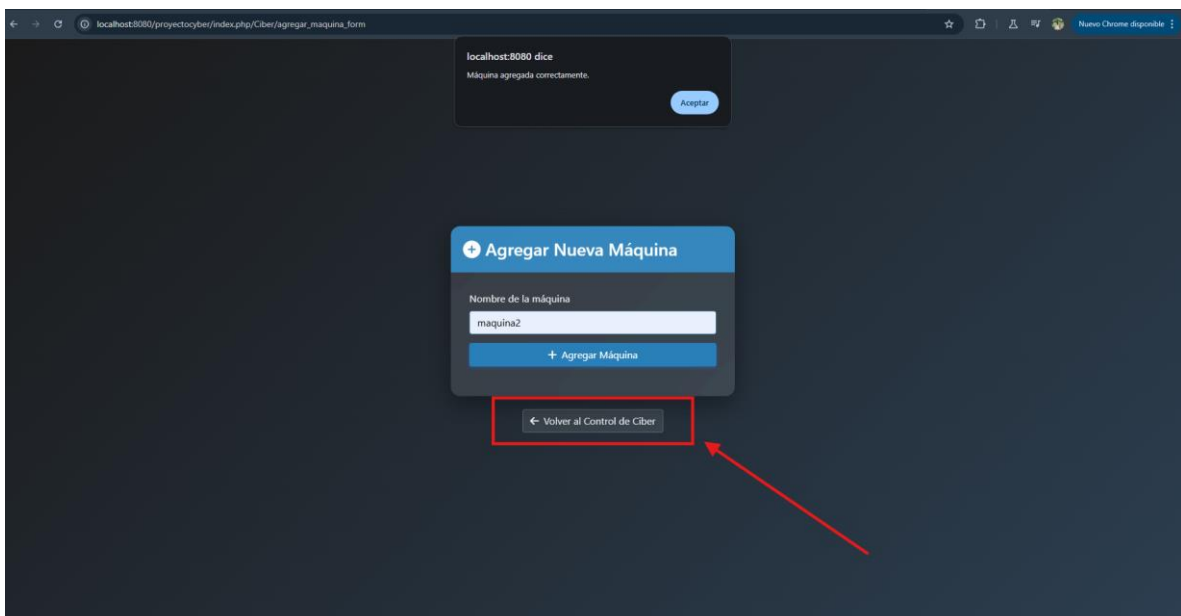 localhost:8080/proyectocyber/index.php/Ciber/agregar_maquina_form
Nuevo Chrome disponible
localhost:8080 dice
Máquina agregada correctamente.
Aceptar
Agregar Nueva Máquina
Nombre de la máquina
maquina2
+ Agregar Máquina
← Volver al Control de Ciber